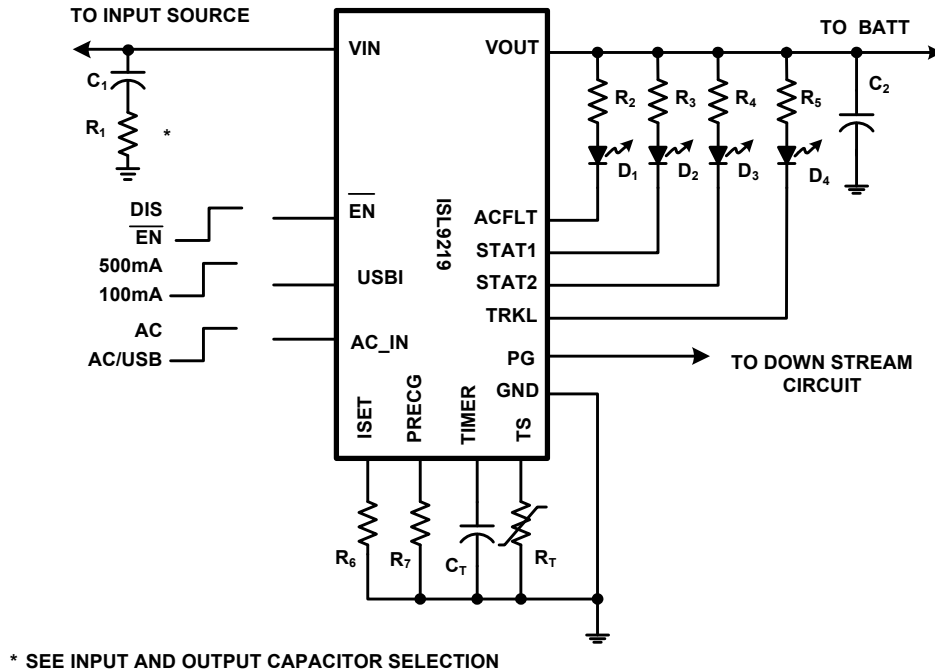 TO INPUT SOURCE
TO BATT
VIN
VOUT
C1
R1
*
R2
R3
R4
R5
C2
D1
D2
D3
D4
DIS
EN
EN
500mA
100mA
USBI
AC
AC/USB
AC_IN
ISL9219
ACFLT
STAT1
STAT2
TRKL
PG
TO DOWN STREAM
CIRCUIT
GND
ISET
PRECG
TIMER
TS
R6
R7
CT
RT
* SEE INPUT AND OUTPUT CAPACITOR SELECTION